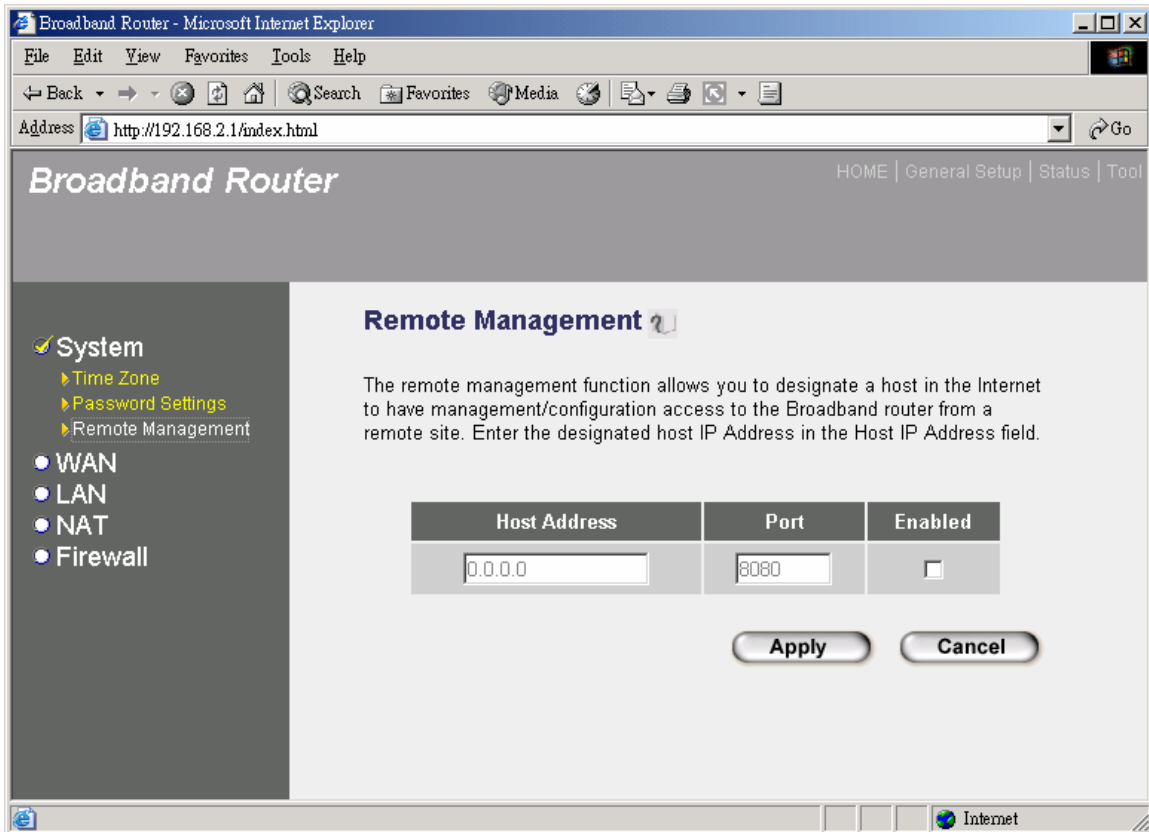 Broadband Router - Microsoft Internet Explorer
File Edit View Favorites Tools Help
Back Search Favorites Media
Address http://192.168.2.1/index.html Go
Broadband Router
HOME | General Setup | Status | Tool
System
Time Zone
Password Settings
Remote Management
WAN
LAN
NAT
Firewall
Remote Management
The remote management function allows you to designate a host in the Internet
to have management/configuration access to the Broadband router from a
remote site. Enter the designated host IP Address in the Host IP Address field.
Host Address Port Enabled
0.0.0.0 8080
Apply Cancel
Internet